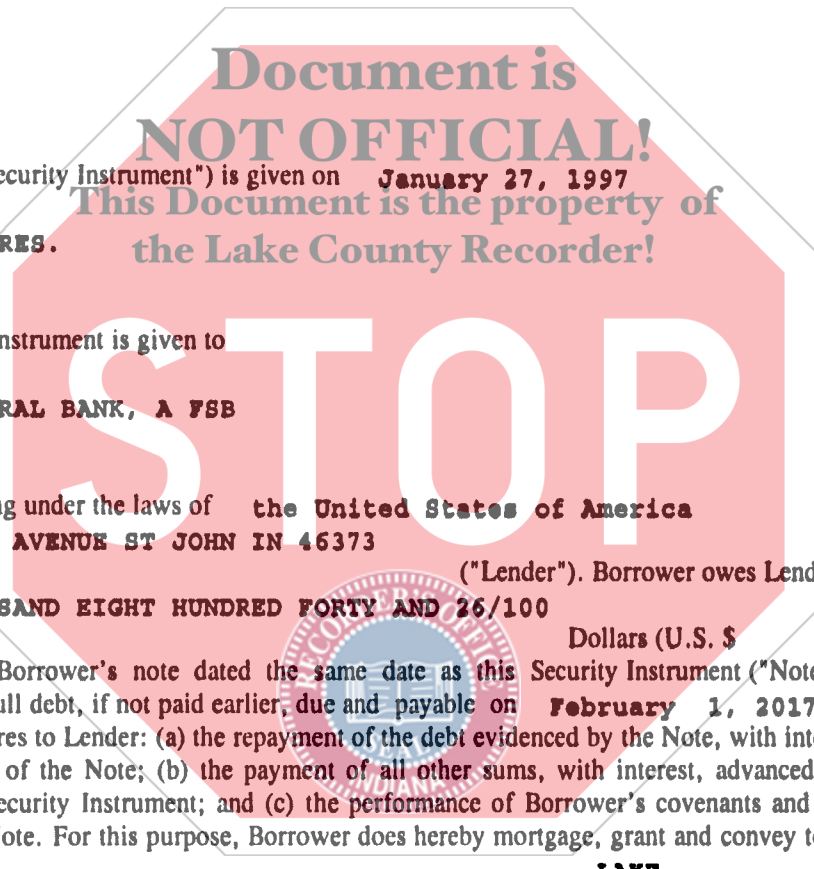 Document is
NOT OFFICIAL!
ecurity Instrument") is given on January 27, 1997
This Document is the property of
RES.
the Lake County Recorder!
nstrument is given to
STOP
RAL BANK, A FSB
ng under the laws of the United States of America
AVENUE ST JOHN IN 46373
("Lender"). Borrower owes Lend
SAND EIGHT HUNDRED FORTY AND 26/100
Dollars (U.S. $
Borrower's note dated the same date as this Security Instrument ("Note
ull debt, if not paid earlier, due and payable on February 1, 2017
res to Lender: (a) the repayment of the debt evidenced by the Note, with inte
of the Note; (b) the payment of all other sums, with interest, advanced
ecurity Instrument; and (c) the performance of Borrower's covenants and
ote. For this purpose, Borrower does hereby mortgage, grant and convey to
RECORDER OFFICE
SEAL
INDIANA
LAKE